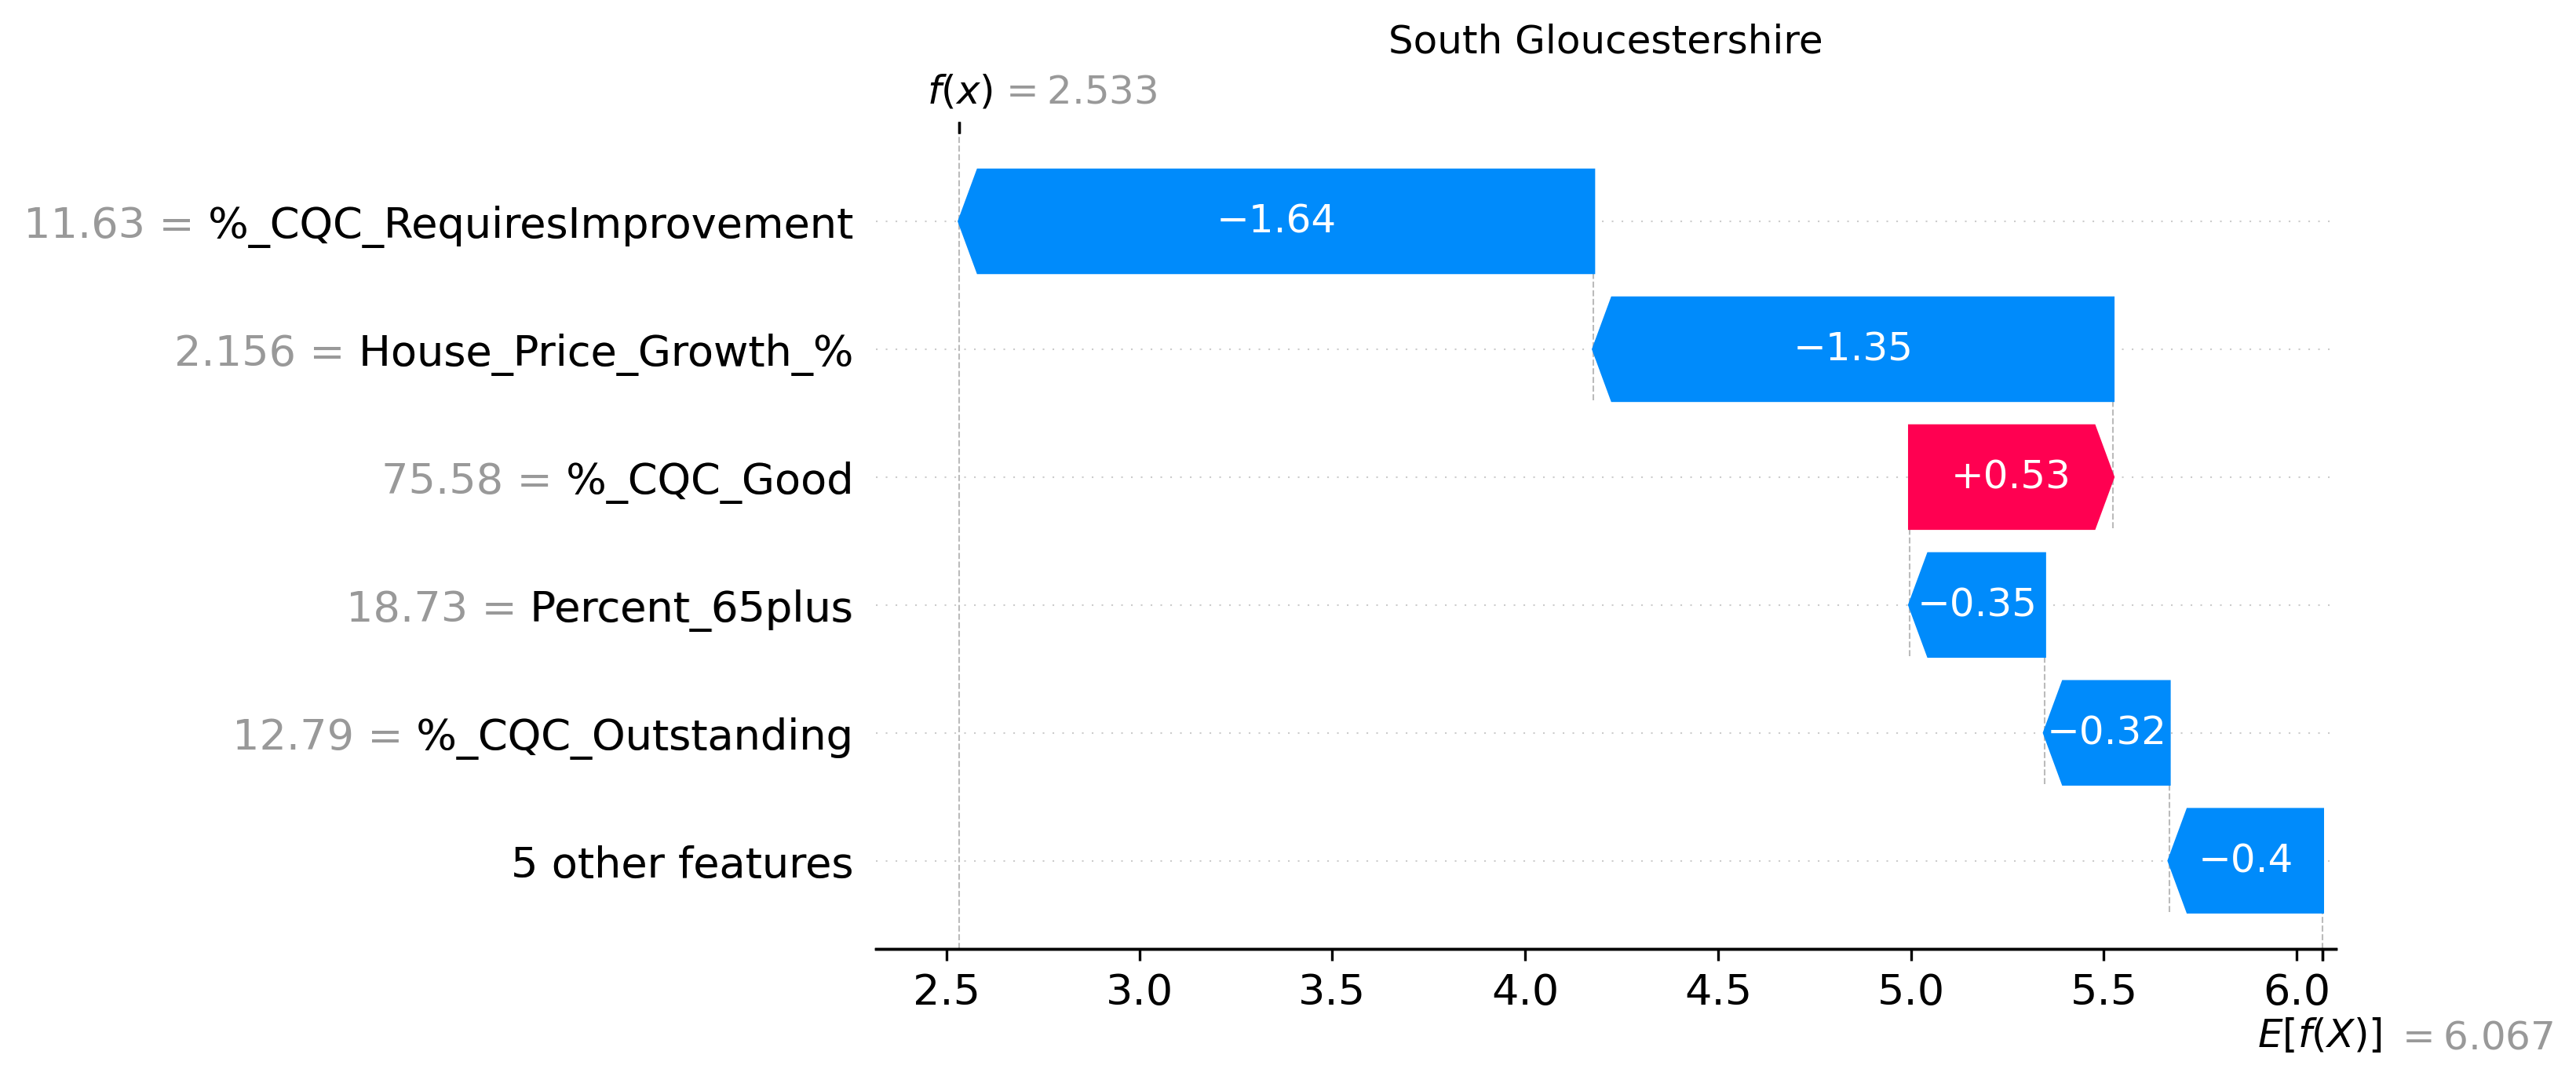 South Gloucestershire
f(x) = 2.533
11.63 = %_CQC_RequiresImprovement
−1.64
2.156 = House_Price_Growth_%
−1.35
75.58 = %_CQC_Good
+0.53
18.73 = Percent_65plus
−0.35
12.79 = %_CQC_Outstanding
−0.32
5 other features
−0.4
2.5 3.0 3.5 4.0 4.5 5.0 5.5 6.0
E[f(X)] = 6.067